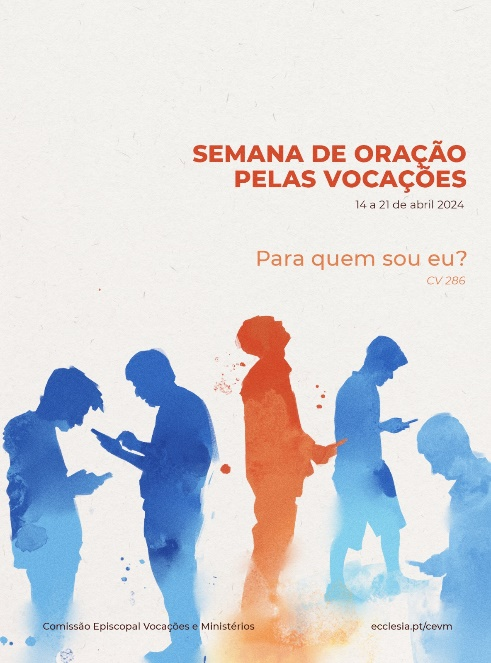 SEMANA DE ORAÇÃO
PELAS VOCAÇÕES
14 a 21 de abril 2024
Para quem sou eu?
CV 286
Comissão Episcopal Vocações e Ministérios
ecclesia.pt/cevm